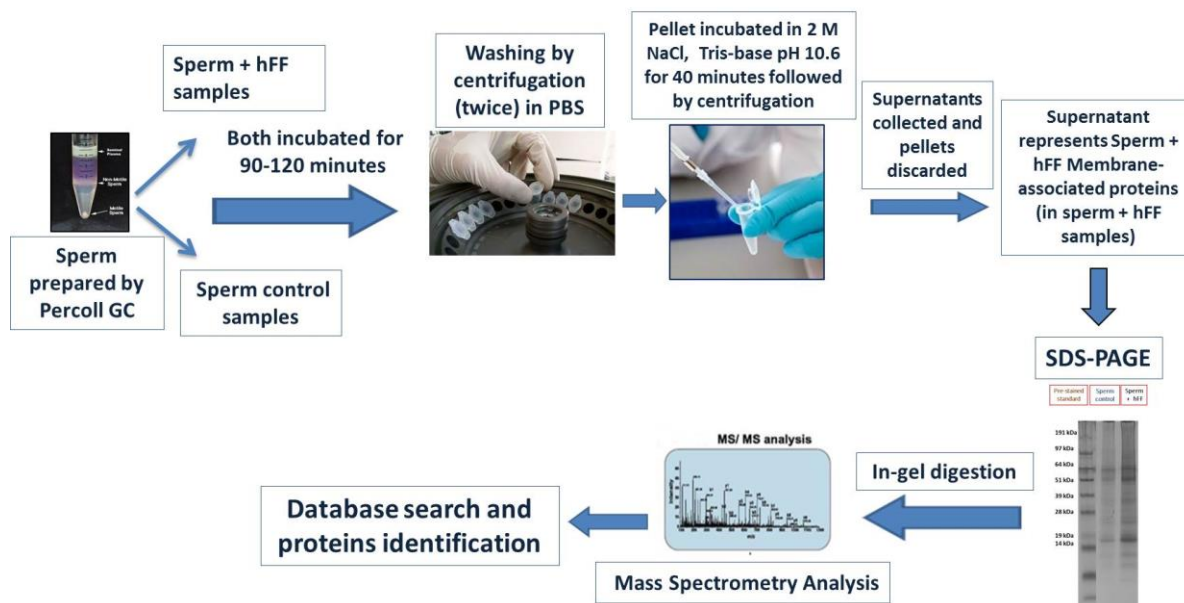 Sperm + hFF
samples
Both incubated for
90-120 minutes
Sperm
prepared by
Percoll GC
Sperm control
samples
Washing by
centrifugation
(twice) in PBS
Pellet incubated in 2 M
NaCl, Tris-base pH 10.6
for 40 minutes followed
by centrifugation
Supernatants
collected and
pellets
discarded
Supernatant
represents Sperm +
hFF Membrane-
associated proteins
(in sperm + hFF
samples)
SDS-PAGE
Pre stained
standard
Sperm
control
Sperm
+ hFF
191 kDa
97 kDa
64 kDa
51 kDa
39 kDa
28 kDa
19 kDa
14 kDa
In-gel digestion
MS/ MS analysis
Intensity
m/z
Mass Spectrometry Analysis
Database search and
proteins identification